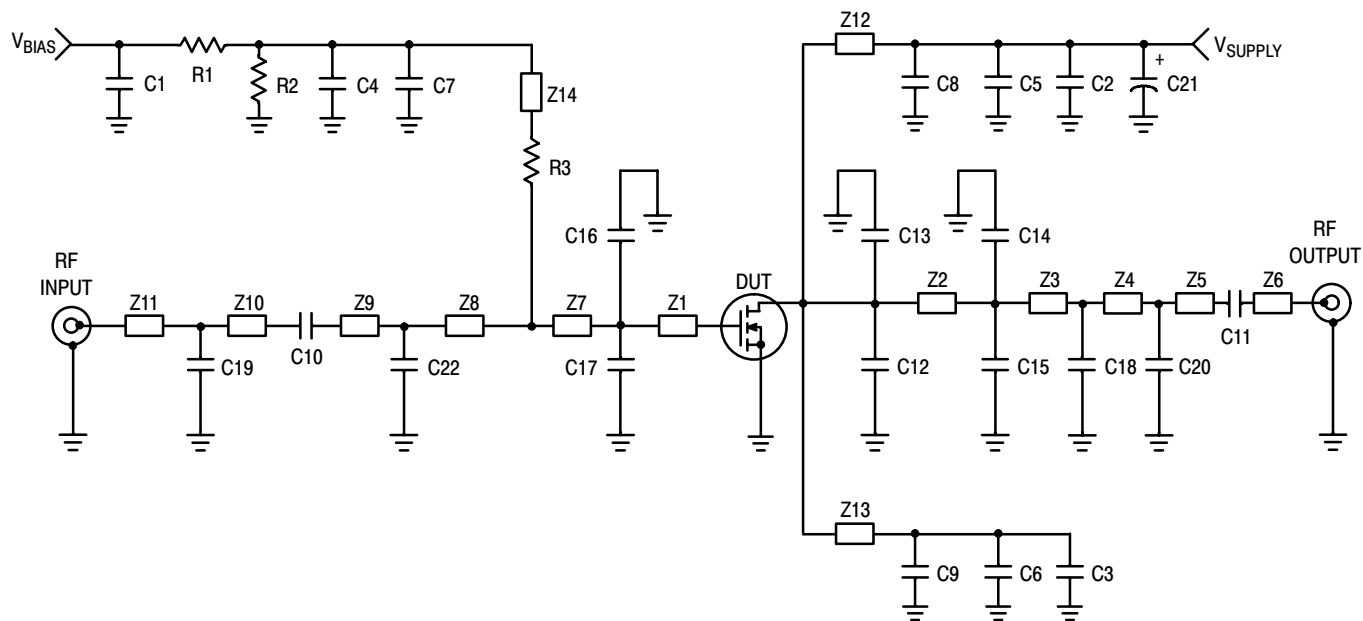 VBIAS
C1
R1
R2
C4
C7
Z14
R3
Z12
C8
C5
C2
+
C21
VSUPPLY
C16
C13
C14
RF
INPUT
Z11
Z10
Z9
Z8
Z7
Z1
DUT
Z2
Z3
Z4
Z5
Z6
RF
OUTPUT
C19
C10
C22
C17
C12
C15
C18
C20
C11
Z13
C9
C6
C3